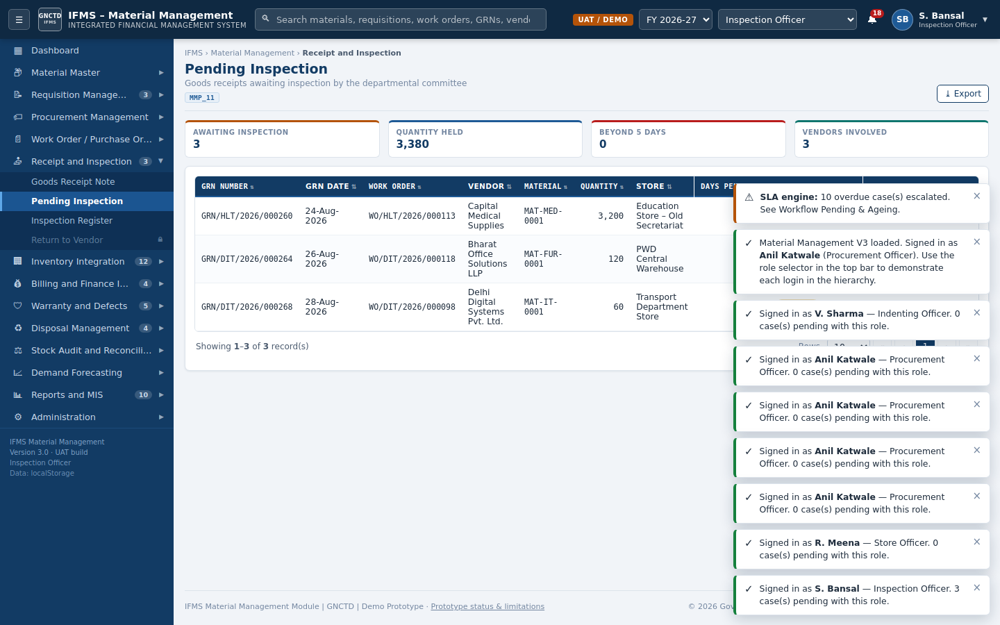 ☰
GNCTD
IFMS
IFMS – Material Management
INTEGRATED FINANCIAL MANAGEMENT SYSTEM
Search materials, requisitions, work orders, GRNs, vend
UAT / DEMO
FY 2026-27
Inspection Officer
18
SB
S. Bansal
Inspection Officer
Dashboard
Material Master
Requisition Manage… 3
Procurement Management
Work Order / Purchase Or…
Receipt and Inspection 3
Goods Receipt Note
Pending Inspection
Inspection Register
Return to Vendor
Inventory Integration 12
Billing and Finance I… 4
Warranty and Defects 5
Disposal Management 4
Stock Audit and Reconcili…
Demand Forecasting
Reports and MIS 10
Administration
IFMS Material Management
Version 3.0 · UAT build
Inspection Officer
Data: localStorage
IFMS › Material Management › Receipt and Inspection
Pending Inspection
Goods receipts awaiting inspection by the departmental committee
MMP_11
⤓ Export
AWAITING INSPECTION
3
QUANTITY HELD
3,380
BEYOND 5 DAYS
0
VENDORS INVOLVED
3
GRN NUMBER GRN DATE WORK ORDER VENDOR MATERIAL QUANTITY STORE DAYS
GRN/HLT/2026/000260 24-Aug-2026 WO/HLT/2026/000113 Capital Medical Supplies MAT-MED-0001 3,200 Education Store – Old Secretariat
GRN/DIT/2026/000264 26-Aug-2026 WO/DIT/2026/000118 Bharat Office Solutions LLP MAT-FUR-0001 120 PWD Central Warehouse
GRN/DIT/2026/000268 28-Aug-2026 WO/DIT/2026/000098 Delhi Digital Systems Pvt. Ltd. MAT-IT-0001 60 Transport Department Store
Showing 1–3 of 3 record(s)
SLA engine: 10 overdue case(s) escalated.
See Workflow Pending & Ageing.
Material Management V3 loaded. Signed in as
Anil Katwale (Procurement Officer). Use the
role selector in the top bar to demonstrate
each login in the hierarchy.
Signed in as V. Sharma — Indenting Officer. 0
case(s) pending with this role.
Signed in as Anil Katwale — Procurement
Officer. 0 case(s) pending with this role.
Signed in as Anil Katwale — Procurement
Officer. 0 case(s) pending with this role.
Signed in as Anil Katwale — Procurement
Officer. 0 case(s) pending with this role.
Signed in as Anil Katwale — Procurement
Officer. 0 case(s) pending with this role.
Signed in as R. Meena — Store Officer. 0
case(s) pending with this role.
Signed in as S. Bansal — Inspection Officer. 3
case(s) pending with this role.
IFMS Material Management Module | GNCTD | Demo Prototype · Prototype status & limitations
© 2026